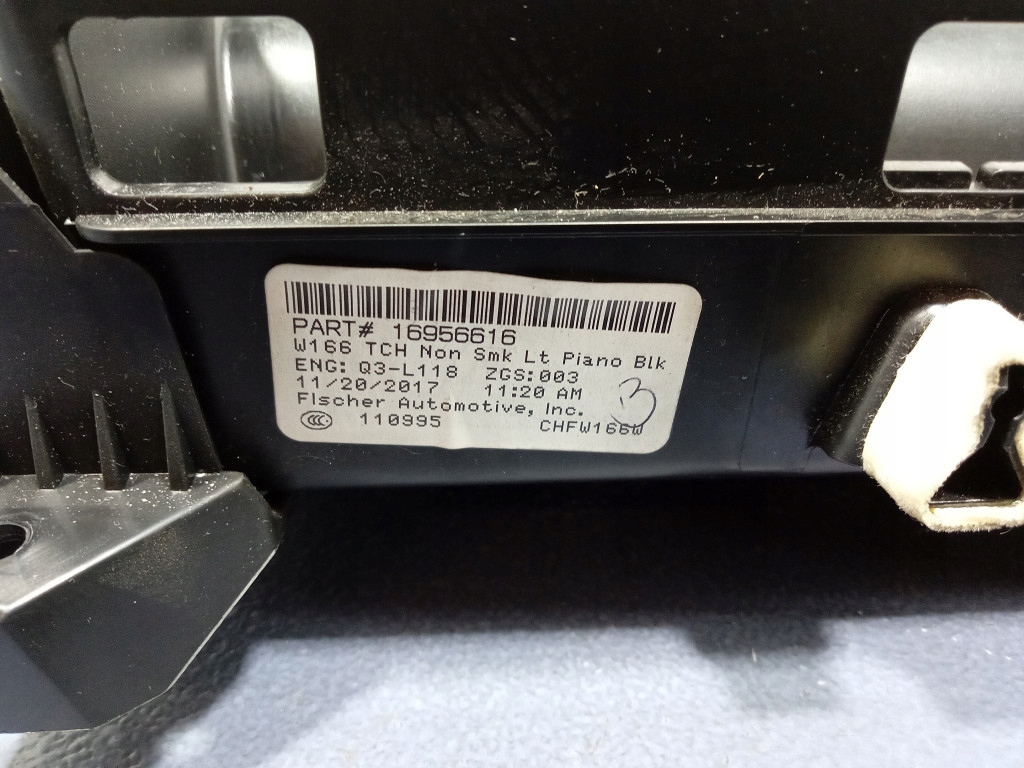 PART# 16956616
W166 TCH Non Smk Lt Piano Blk
ENG: Q3-L118 ZGS:003
11/20/2017 11:20 AM
FIscher Automotive, Inc.
CCC 110995 CHFW166W
B